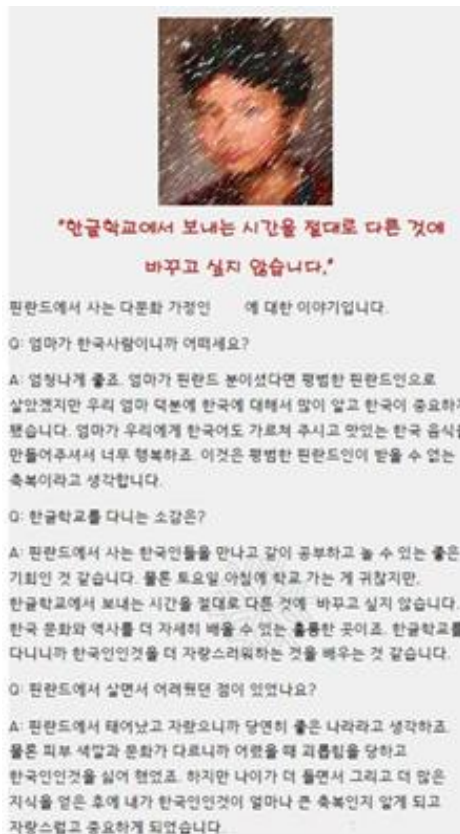 "한글학교에서 보내는 시간을 절대로 다른 것에
바꾸고 싶지 않습니다."
핀란드에서 사는 다문화 가정인 에 대한 이야기입니다.
Q: 엄마가 한국사람이니까 어떠세요?
A: 엄청나게 좋죠. 엄마가 핀란드 분이셨다면 평범한 핀란드인으로
살았겠지만 우리 엄마 덕분에 한국에 대해서 많이 알고 한국이 중요하게
됐습니다. 엄마가 우리에게 한국어도 가르쳐 주시고 맛있는 한국 음식을
만들어주셔서 너무 행복하죠. 이것은 평범한 핀란드인이 받을 수 없는
축복이라고 생각합니다.
Q: 한글학교를 다니는 소감은?
A: 핀란드에서 사는 한국인들을 만나고 같이 공부하고 놀 수 있는 좋은
기회인 것 같습니다. 물론 토요일 아침에 학교 가는 게 귀찮지만,
한글학교에서 보내는 시간을 절대로 다른 것에 바꾸고 싶지 않습니다.
한국 문화와 역사를 더 자세히 배울 수 있는 훌륭한 곳이죠. 한글학교를
다니니까 한국인인것을 더 자랑스러워하는 것을 배우는 것 같습니다.
Q: 핀란드에서 살면서 어려웠던 점이 있었나요?
A: 핀란드에서 태어났고 자랐으니까 당연히 좋은 나라라고 생각하죠.
물론 피부 색깔과 문화가 다르니까 어렸을 때 괴롭힘을 당하고
한국인인것을 싫어 했었죠. 하지만 나이가 더 들면서 그리고 더 많은
지식을 얻은 후에 내가 한국인인것이 얼마나 큰 축복인지 알게 되고
자랑스럽고 중요하게 되었습니다.